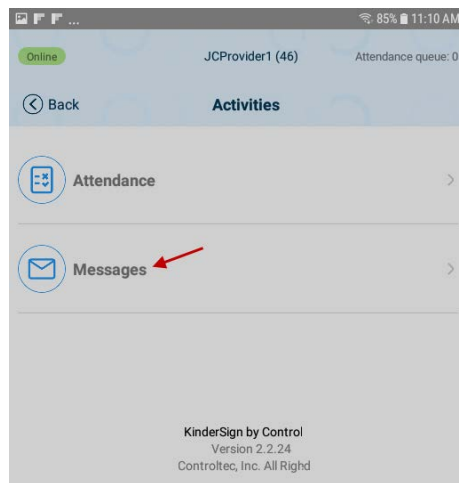 ... 85% 11:10 AM
Online JCProvider1 (46) Attendance queue: 0
Back Activities
Attendance
Messages
KinderSign by Control
Version 2.2.24
Controltec, Inc. All Righd